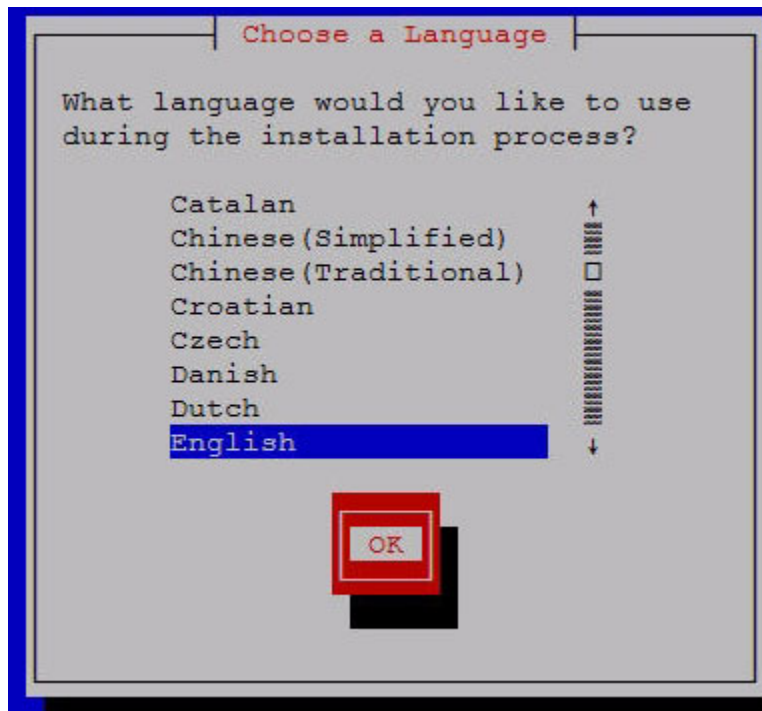 Choose a Language
What language would you like to use
during the installation process?
Catalan
Chinese(Simplified)
Chinese(Traditional)
Croatian
Czech
Danish
Dutch
English
OK